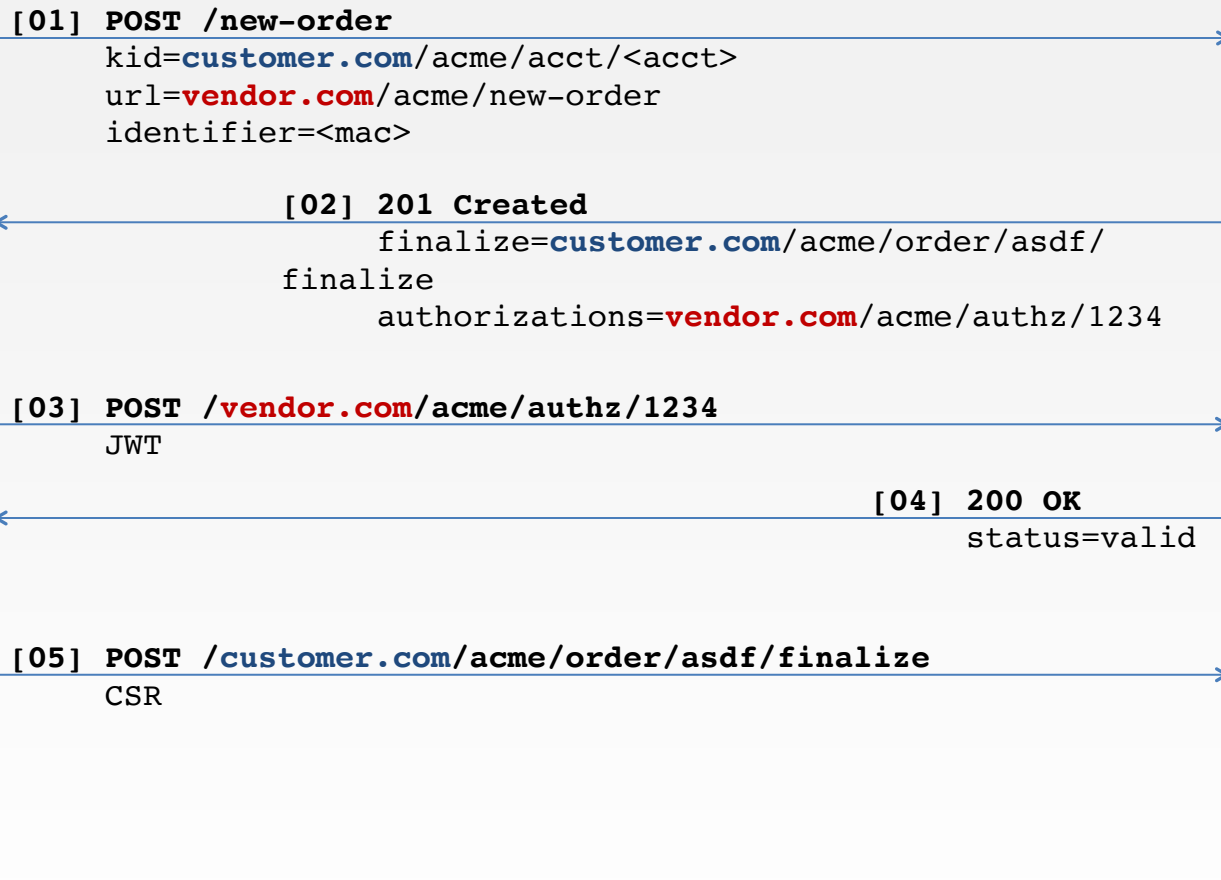 [01] POST /new-order
kid=customer.com/acme/acct/<acct>
url=vendor.com/acme/new-order
identifier=<mac>
[02] 201 Created
finalize=customer.com/acme/order/asdf/
finalize
authorizations=vendor.com/acme/authz/1234
[03] POST /vendor.com/acme/authz/1234
JWT
[04] 200 OK
status=valid
[05] POST /customer.com/acme/order/asdf/finalize
CSR